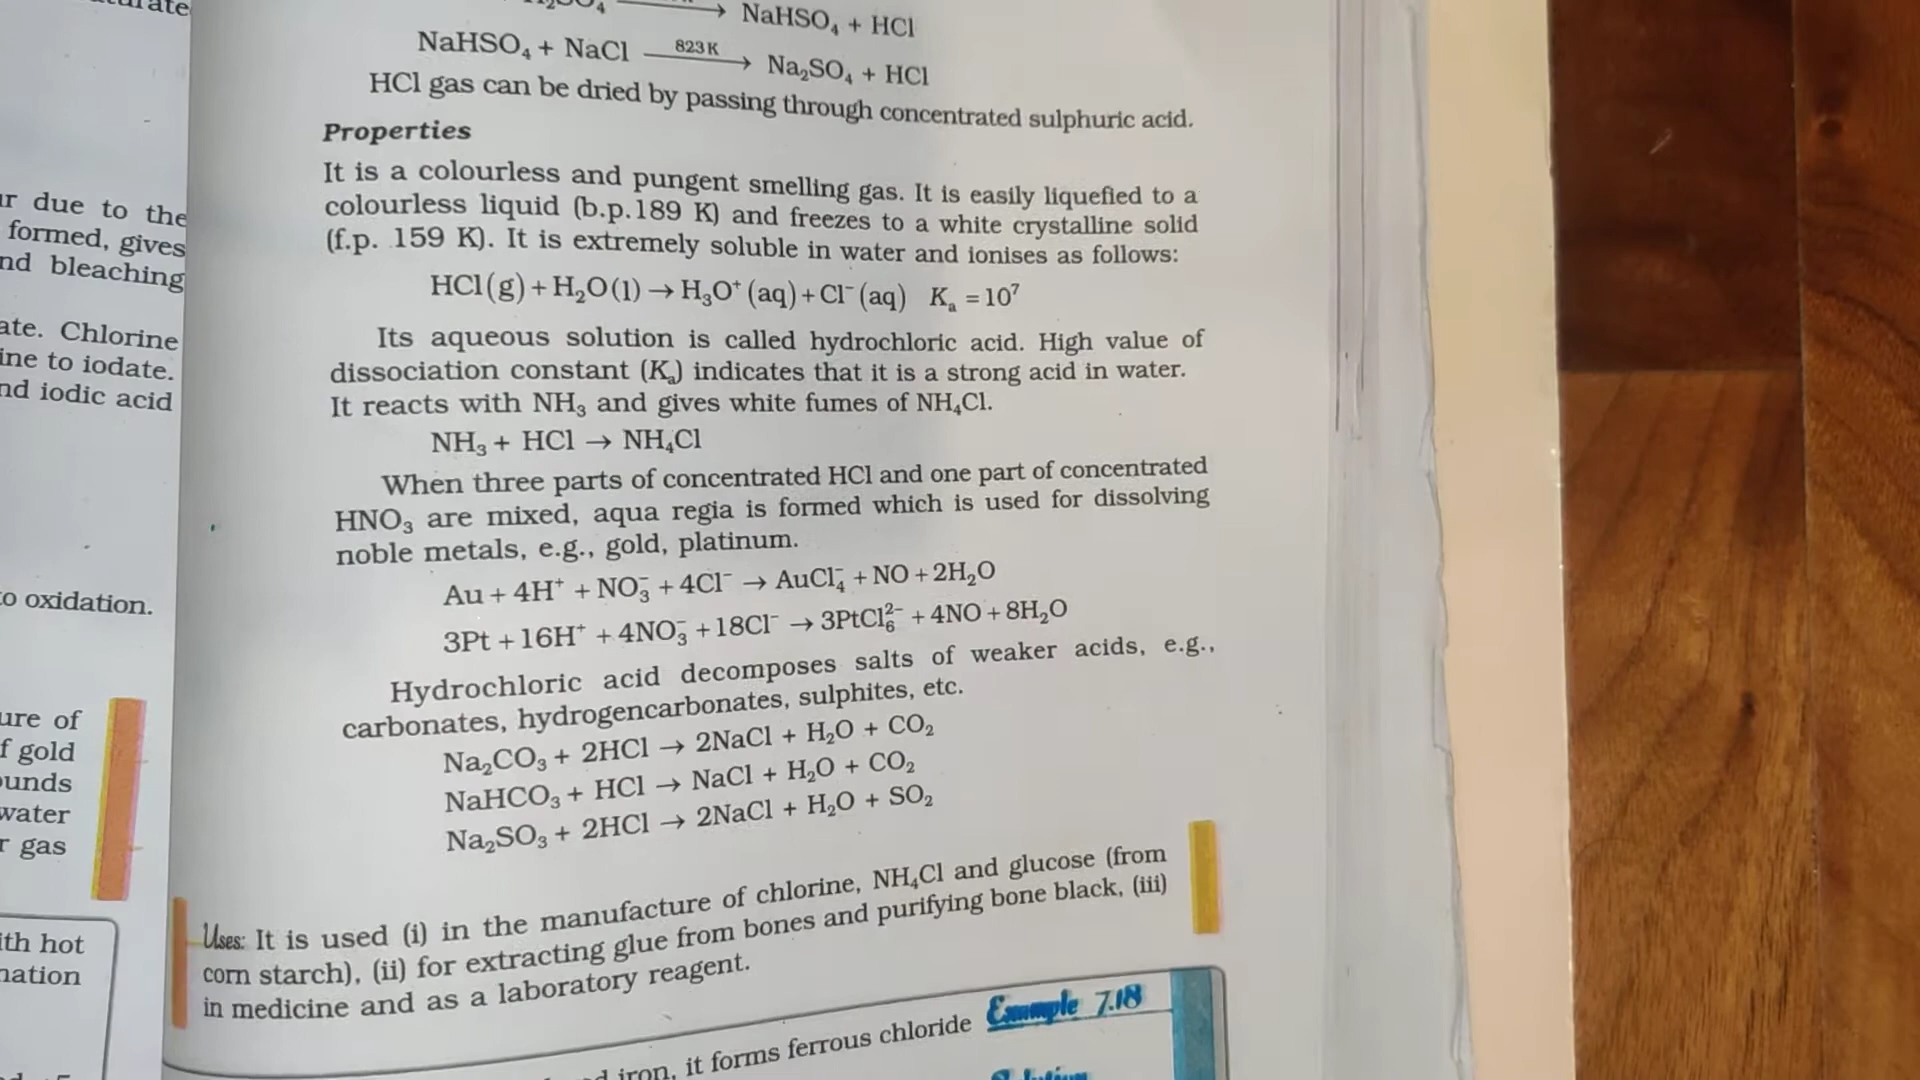 ur due to the
formed, gives
nd bleaching
ate. Chlorine
ine to iodate.
nd iodic acid
to oxidation.
ure of
f gold
ounds
water
r gas
ith hot
nation
NaHSO₄ + HCl
NaHSO₄ + NaCl 823 K → Na₂SO₄ + HCl
HCl gas can be dried by passing through concentrated sulphuric acid.
Properties
It is a colourless and pungent smelling gas. It is easily liquefied to a
colourless liquid (b.p.189 K) and freezes to a white crystalline solid
(f.p. 159 K). It is extremely soluble in water and ionises as follows:
HCl(g) + H₂O(l) → H₃O⁺ (aq) + Cl⁻ (aq) Kₐ = 10⁷
Its aqueous solution is called hydrochloric acid. High value of
dissociation constant (Kₐ) indicates that it is a strong acid in water.
It reacts with NH₃ and gives white fumes of NH₄Cl.
NH₃ + HCl → NH₄Cl
When three parts of concentrated HCl and one part of concentrated
HNO₃ are mixed, aqua regia is formed which is used for dissolving
noble metals, e.g., gold, platinum.
Au + 4H⁺ + NO₃⁻ + 4Cl⁻ → AuCl₄⁻ + NO + 2H₂O
3Pt + 16H⁺ + 4NO₃⁻ + 18Cl⁻ → 3PtCl₆²⁻ + 4NO + 8H₂O
Hydrochloric acid decomposes salts of weaker acids, e.g.,
carbonates, hydrogencarbonates, sulphites, etc.
Na₂CO₃ + 2HCl → 2NaCl + H₂O + CO₂
NaHCO₃ + HCl → NaCl + H₂O + CO₂
Na₂SO₃ + 2HCl → 2NaCl + H₂O + SO₂
Uses: It is used (i) in the manufacture of chlorine, NH₄Cl and glucose (from
corn starch), (ii) for extracting glue from bones and purifying bone black, (iii)
in medicine and as a laboratory reagent.
iron, it forms ferrous chloride
Example 7.18